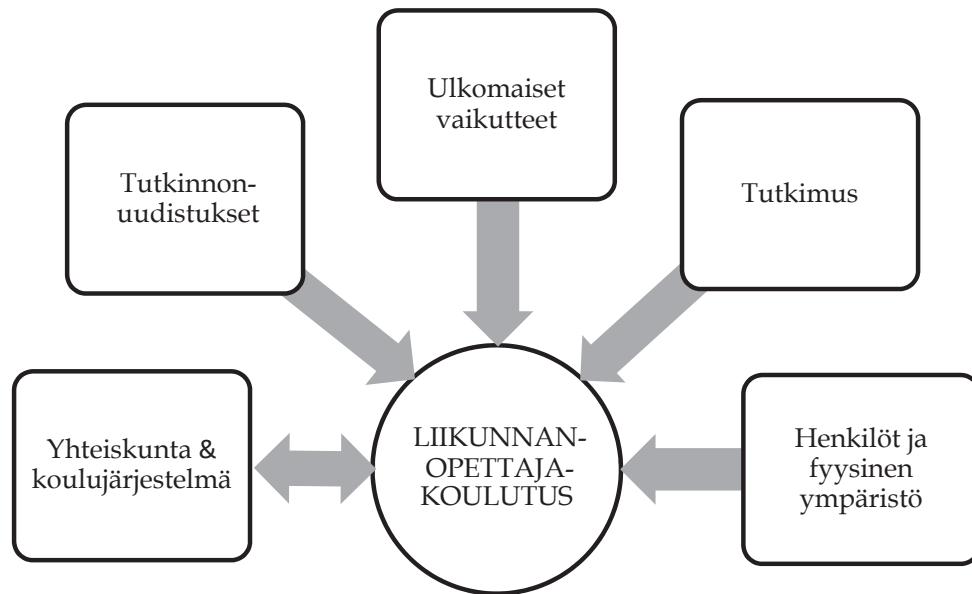 Ulkomaiset
vaikutteet
Tutkinnon-
uudistukset
Tutkimus
Yhteiskunta &
koulujärjestelmä
LIIKUNNAN-
OPETTAJA-
KOULUTUS
Henkilöt ja
fyysinen
ympäristö